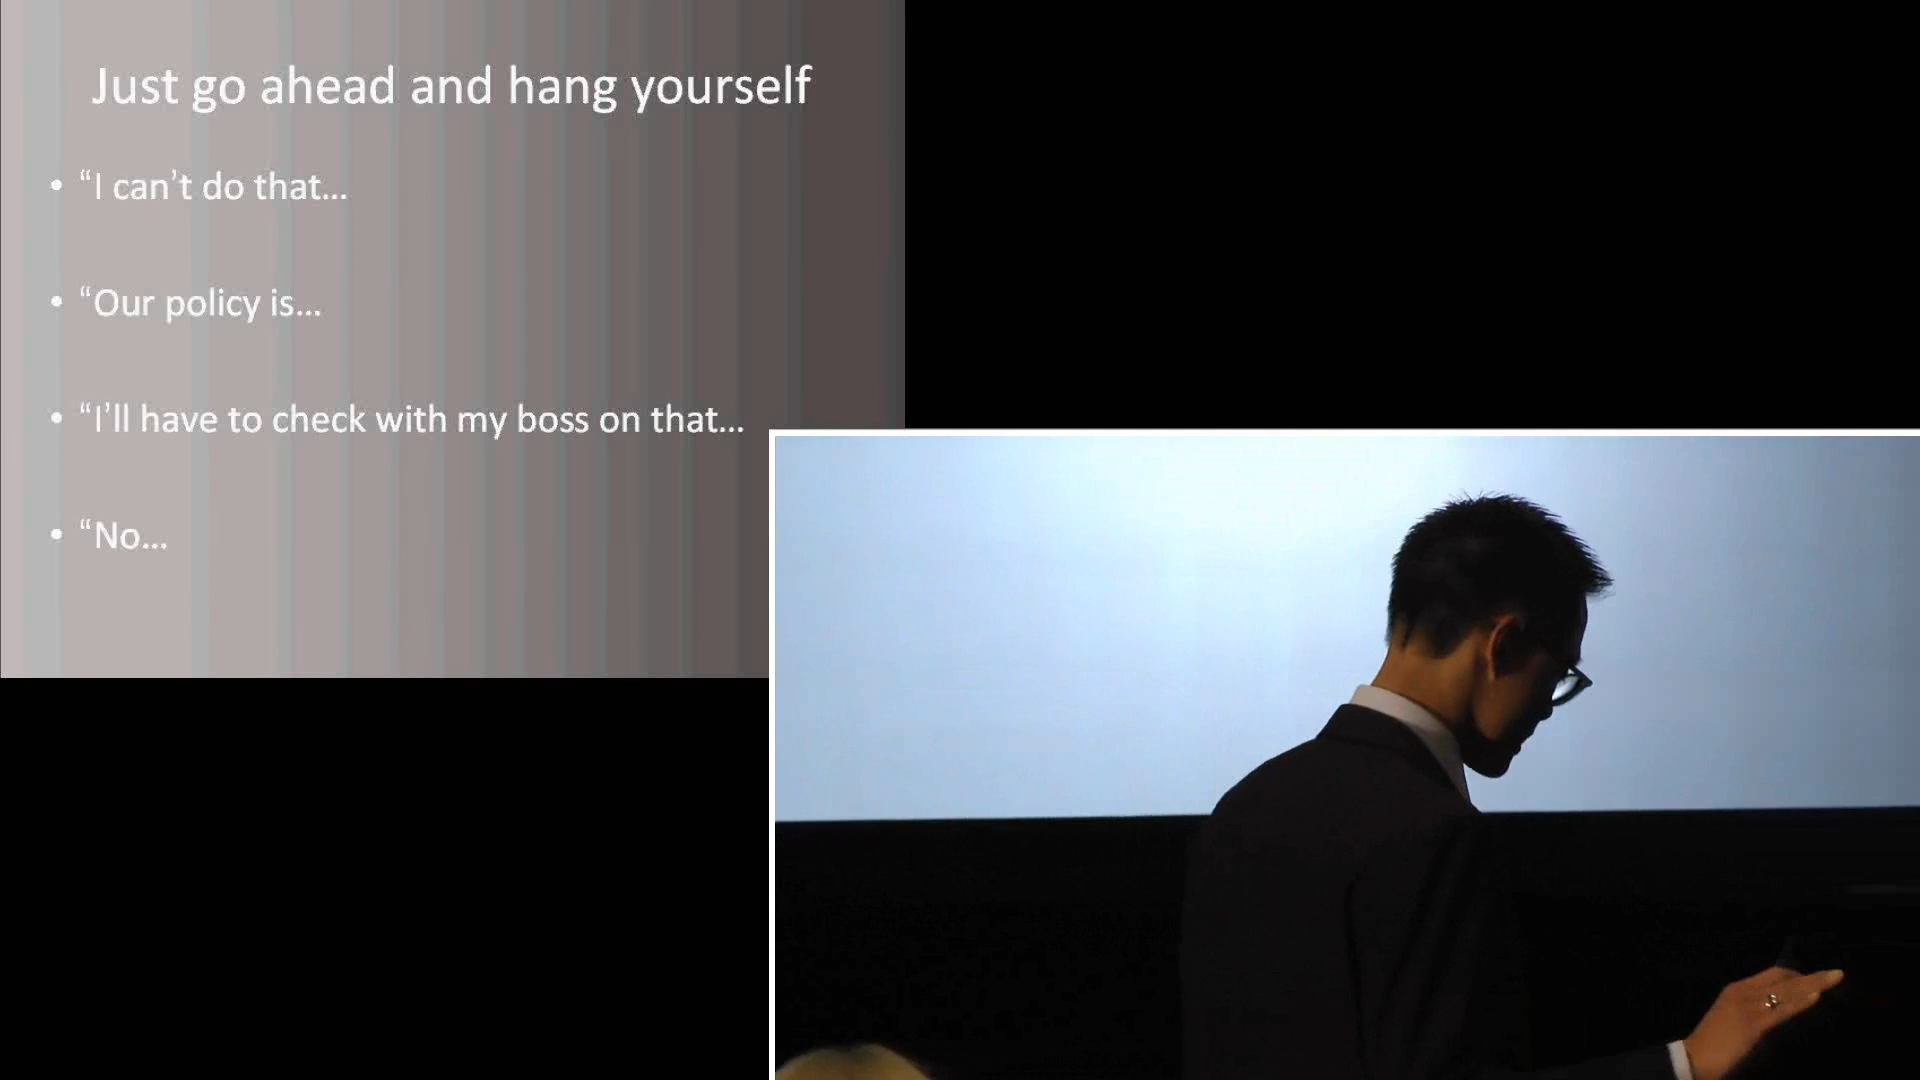 Just go ahead and hang yourself
• “I can’t do that...
• “Our policy is...
• “I’ll have to check with my boss on that...
• “No...